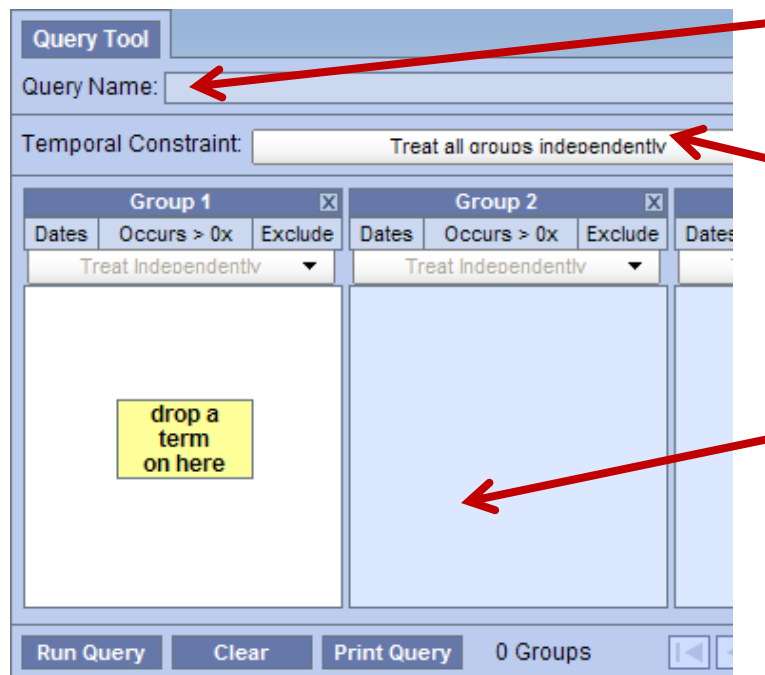 Query Tool
Query Name:
Temporal Constraint: Treat all groups independently
Group 1 X Group 2 X
Dates Occurs > 0x Exclude Dates Occurs > 0x Exclude Dates
Treat Independently Treat Independently
drop a
term
on here
Run Query Clear Print Query 0 Groups